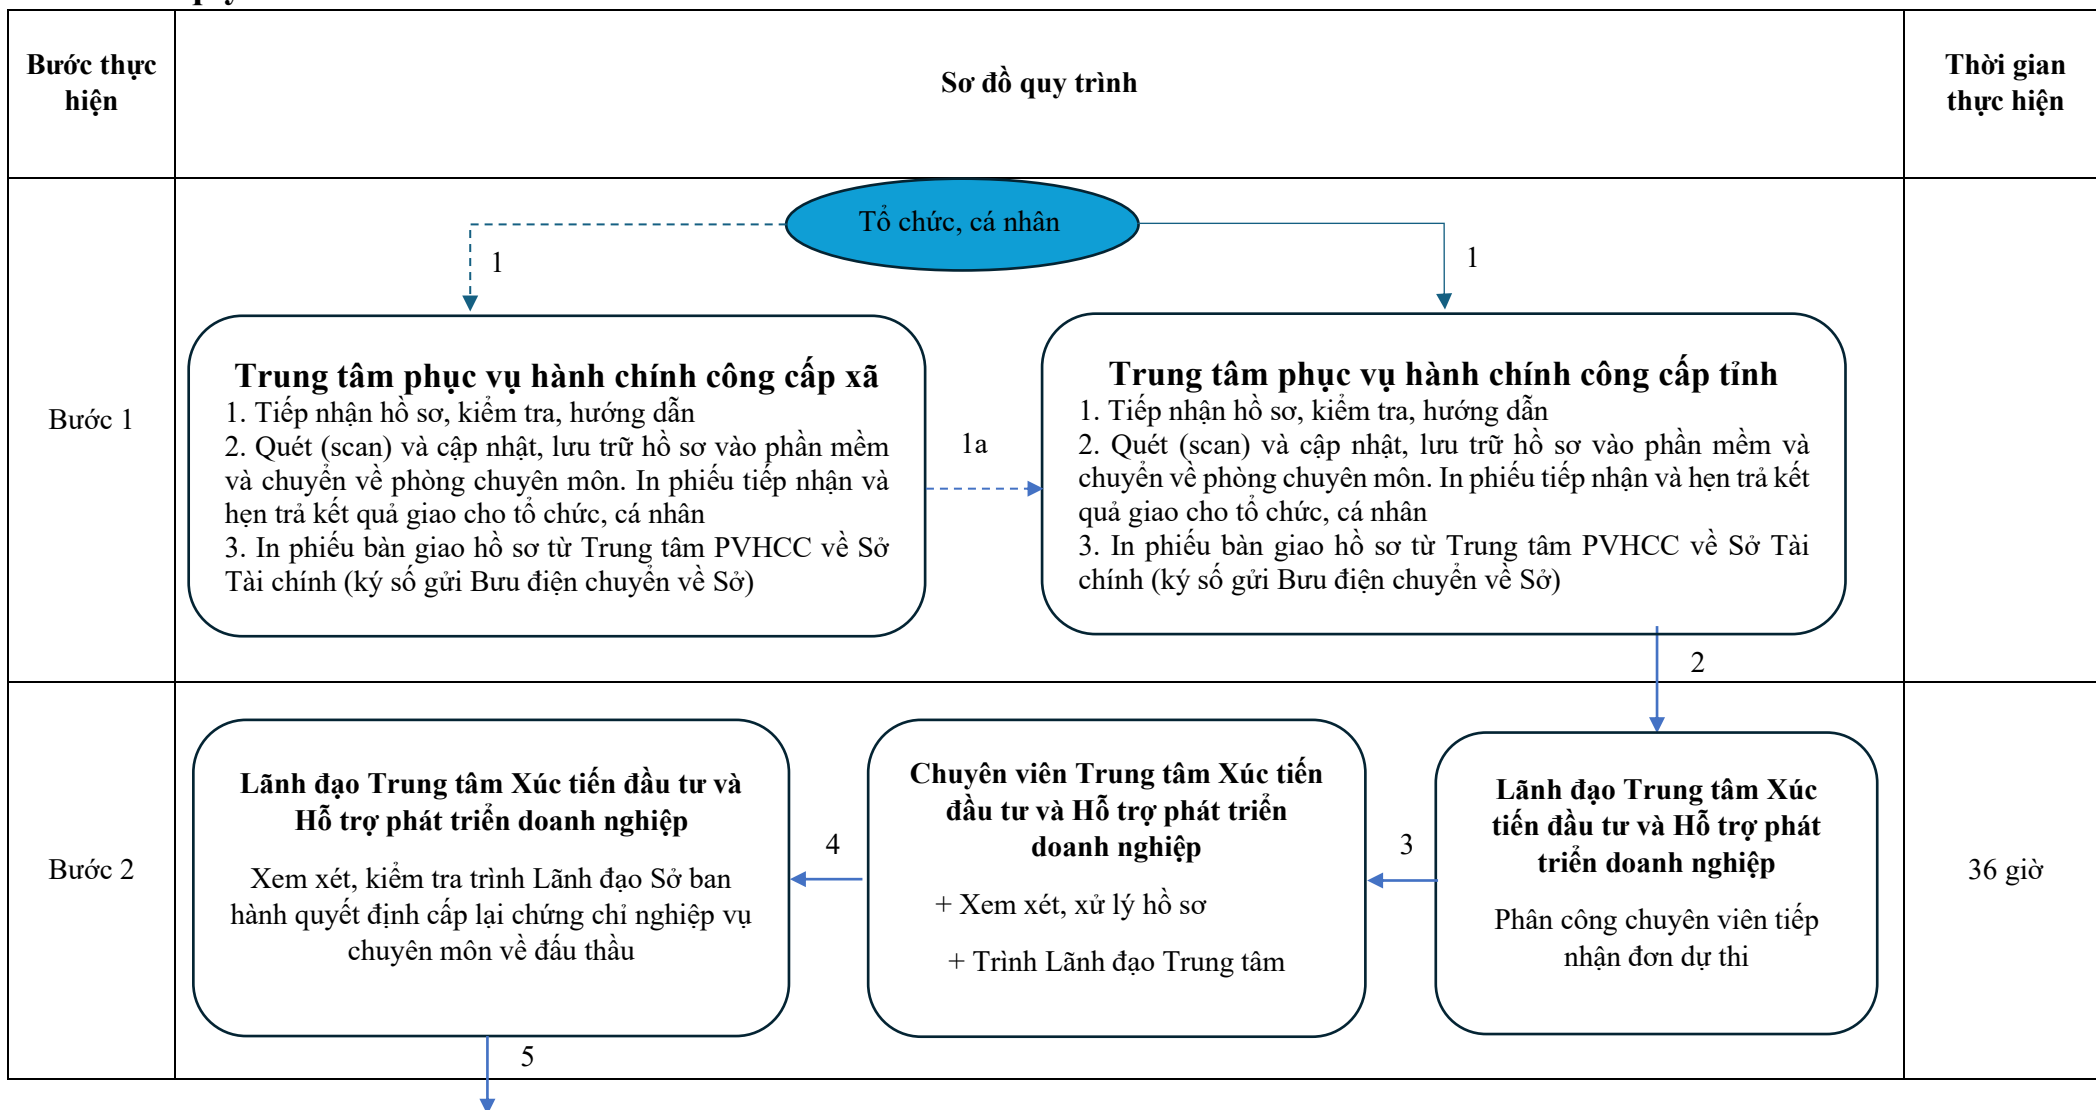 Bước thực
hiện
Sơ đồ quy trình
Thời gian
thực hiện
Bước 1
Tổ chức, cá nhân
1
1
Trung tâm phục vụ hành chính công cấp xã
1. Tiếp nhận hồ sơ, kiểm tra, hướng dẫn
2. Quét (scan) và cập nhật, lưu trữ hồ sơ vào phần mềm
và chuyển về phòng chuyên môn. In phiếu tiếp nhận và
hẹn trả kết quả giao cho tổ chức, cá nhân
3. In phiếu bàn giao hồ sơ từ Trung tâm PVHCC về Sở
Tài chính (ký số gửi Bưu điện chuyển về Sở)
1a
Trung tâm phục vụ hành chính công cấp tỉnh
1. Tiếp nhận hồ sơ, kiểm tra, hướng dẫn
2. Quét (scan) và cập nhật, lưu trữ hồ sơ vào phần mềm và
chuyển về phòng chuyên môn. In phiếu tiếp nhận và hẹn trả kết
quả giao cho tổ chức, cá nhân
3. In phiếu bàn giao hồ sơ từ Trung tâm PVHCC về Sở Tài
chính (ký số gửi Bưu điện chuyển về Sở)
2
Bước 2
Lãnh đạo Trung tâm Xúc tiến đầu tư và
Hỗ trợ phát triển doanh nghiệp
Xem xét, kiểm tra trình Lãnh đạo Sở ban
hành quyết định cấp lại chứng chỉ nghiệp vụ
chuyên môn về đấu thầu
4
Chuyên viên Trung tâm Xúc tiến
đầu tư và Hỗ trợ phát triển
doanh nghiệp
+ Xem xét, xử lý hồ sơ
+ Trình Lãnh đạo Trung tâm
3
Lãnh đạo Trung tâm Xúc
tiến đầu tư và Hỗ trợ phát
triển doanh nghiệp
Phân công chuyên viên tiếp
nhận đơn dự thi
36 giờ
5